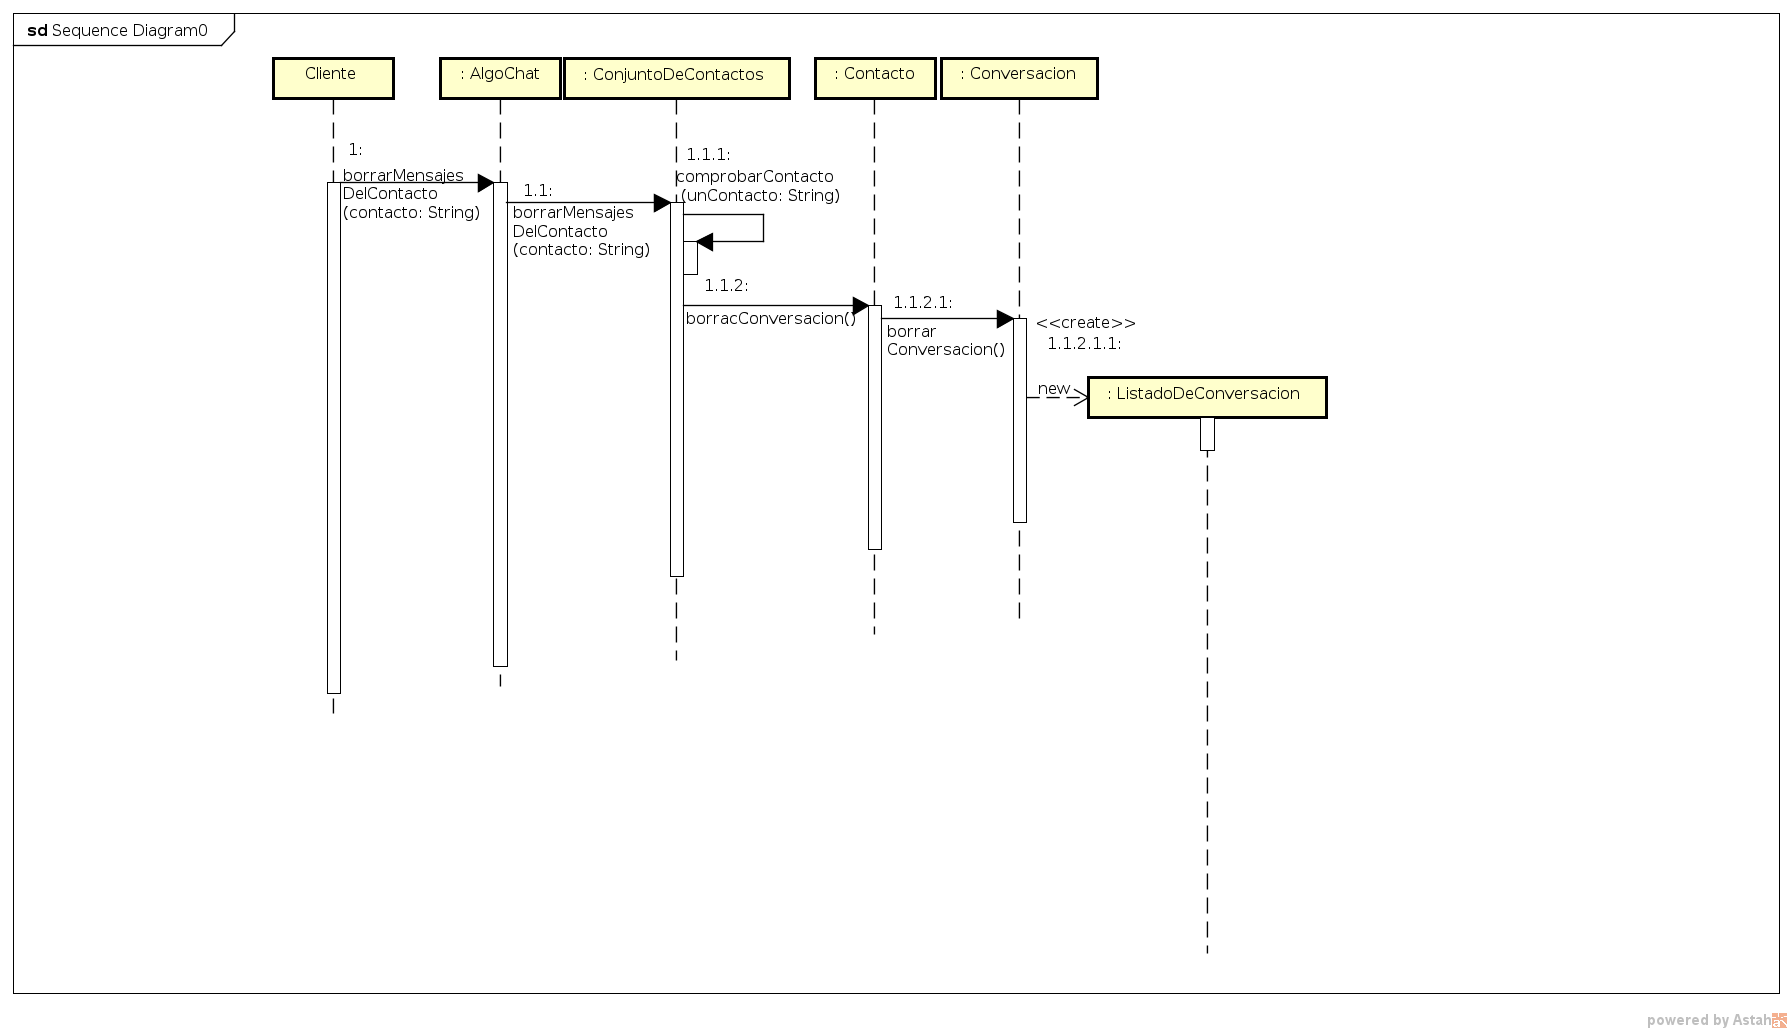 sd Sequence Diagram0
Cliente
: AlgoChat
: ConjuntoDeContactos
: Contacto
: Conversacion
1:
borrarMensajes
DelContacto
(contacto: String)
1.1:
borrarMensajes
DelContacto
(contacto: String)
1.1.1:
comprobarContacto
(unContacto: String)
1.1.2:
borracConversacion()
1.1.2.1:
borrar
Conversacion()
<<create>>
1.1.2.1.1:
new
: ListadoDeConversacion
powered by Astah